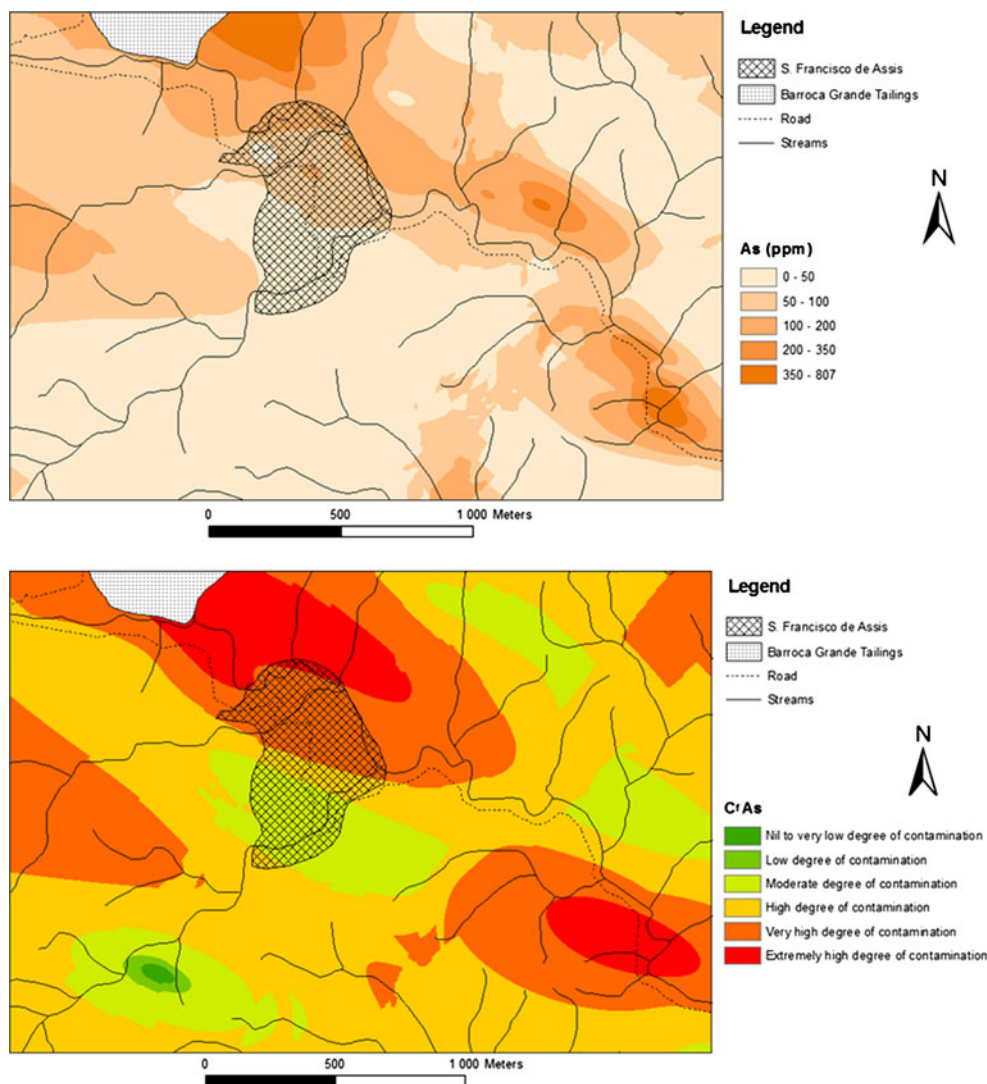 Legend
S. Francisco de Assis
Barroca Grande Tailings
Road
Streams
N
As (ppm)
0 - 50
50 - 100
100 - 200
200 - 350
350 - 807
0 500 1 000 Meters
Legend
S. Francisco de Assis
Barroca Grande Tailings
Road
Streams
N
Cᶠ As
Nil to very low degree of contamination
Low degree of contamination
Moderate degree of contamination
High degree of contamination
Very high degree of contamination
Extremely high degree of contamination
0 500 1 000 Meters